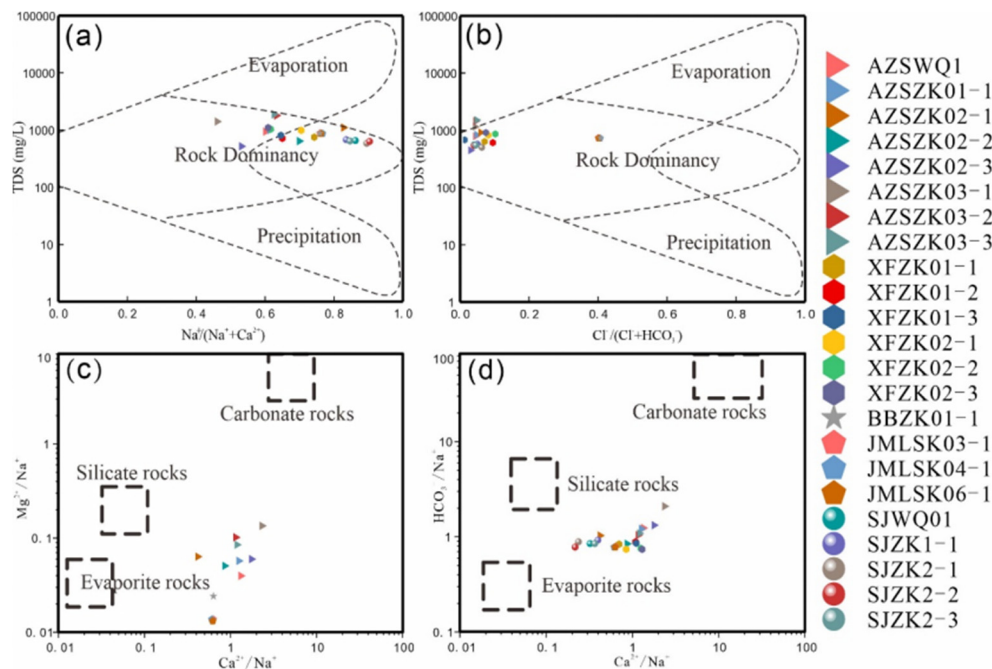 (a)
100000
10000
1000
100
10
1
TDS (mg/L)
Evaporation
Rock Dominancy
Precipitation
0.0 0.2 0.4 0.6 0.8 1.0
Na⁺/(Na⁺+Ca²⁺)
(b)
100000
10000
1000
100
10
1
TDS (mg/L)
Evaporation
Rock Dominancy
Precipitation
0.0 0.2 0.4 0.6 0.8 1.0
Cl⁻/(Cl⁻+HCO₃⁻)
(c)
10
1
0.1
0.01
Mg²⁺/Na⁺
Carbonate rocks
Silicate rocks
Evaporite rocks
0.01 0.1 1 10 100
Ca²⁺/Na⁺
(d)
100
10
1
0.1
0.01
HCO₃⁻/Na⁺
Carbonate rocks
Silicate rocks
Evaporite rocks
0.01 0.1 1 10 100
Ca²⁺/Na⁺
AZSWQ1
AZSZK01-1
AZSZK02-1
AZSZK02-2
AZSZK02-3
AZSZK03-1
AZSZK03-2
AZSZK03-3
XFZK01-1
XFZK01-2
XFZK01-3
XFZK02-1
XFZK02-2
XFZK02-3
BBZK01-1
JMLSK03-1
JMLSK04-1
JMLSK06-1
SJWQ01
SJZK1-1
SJZK2-1
SJZK2-2
SJZK2-3